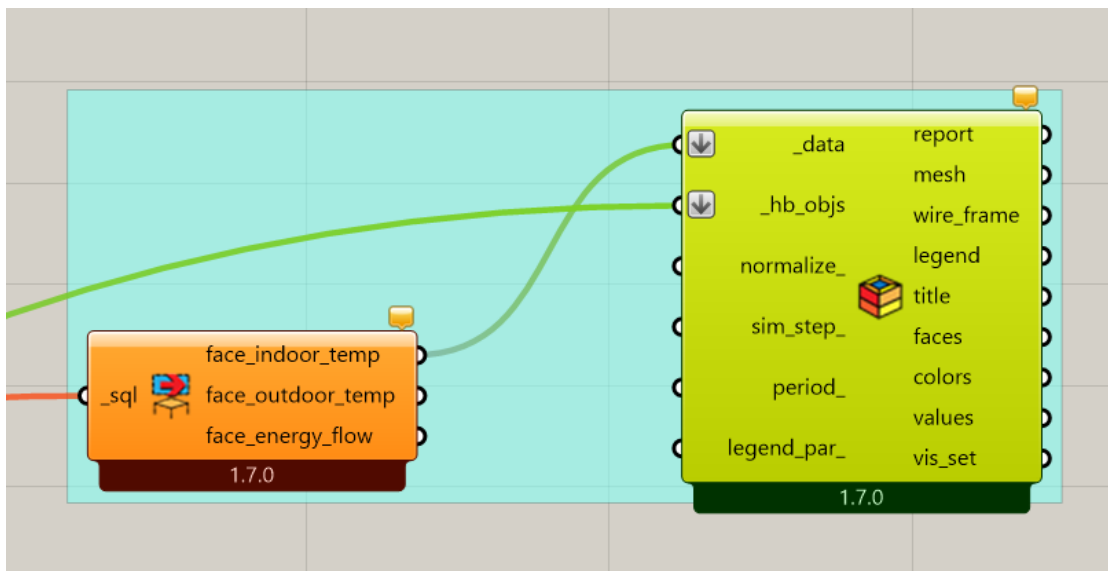 _sql
face_indoor_temp
face_outdoor_temp
face_energy_flow
1.7.0
_data
_hb_objs
normalize_
sim_step_
period_
legend_par_
report
mesh
wire_frame
legend
title
faces
colors
values
vis_set
1.7.0